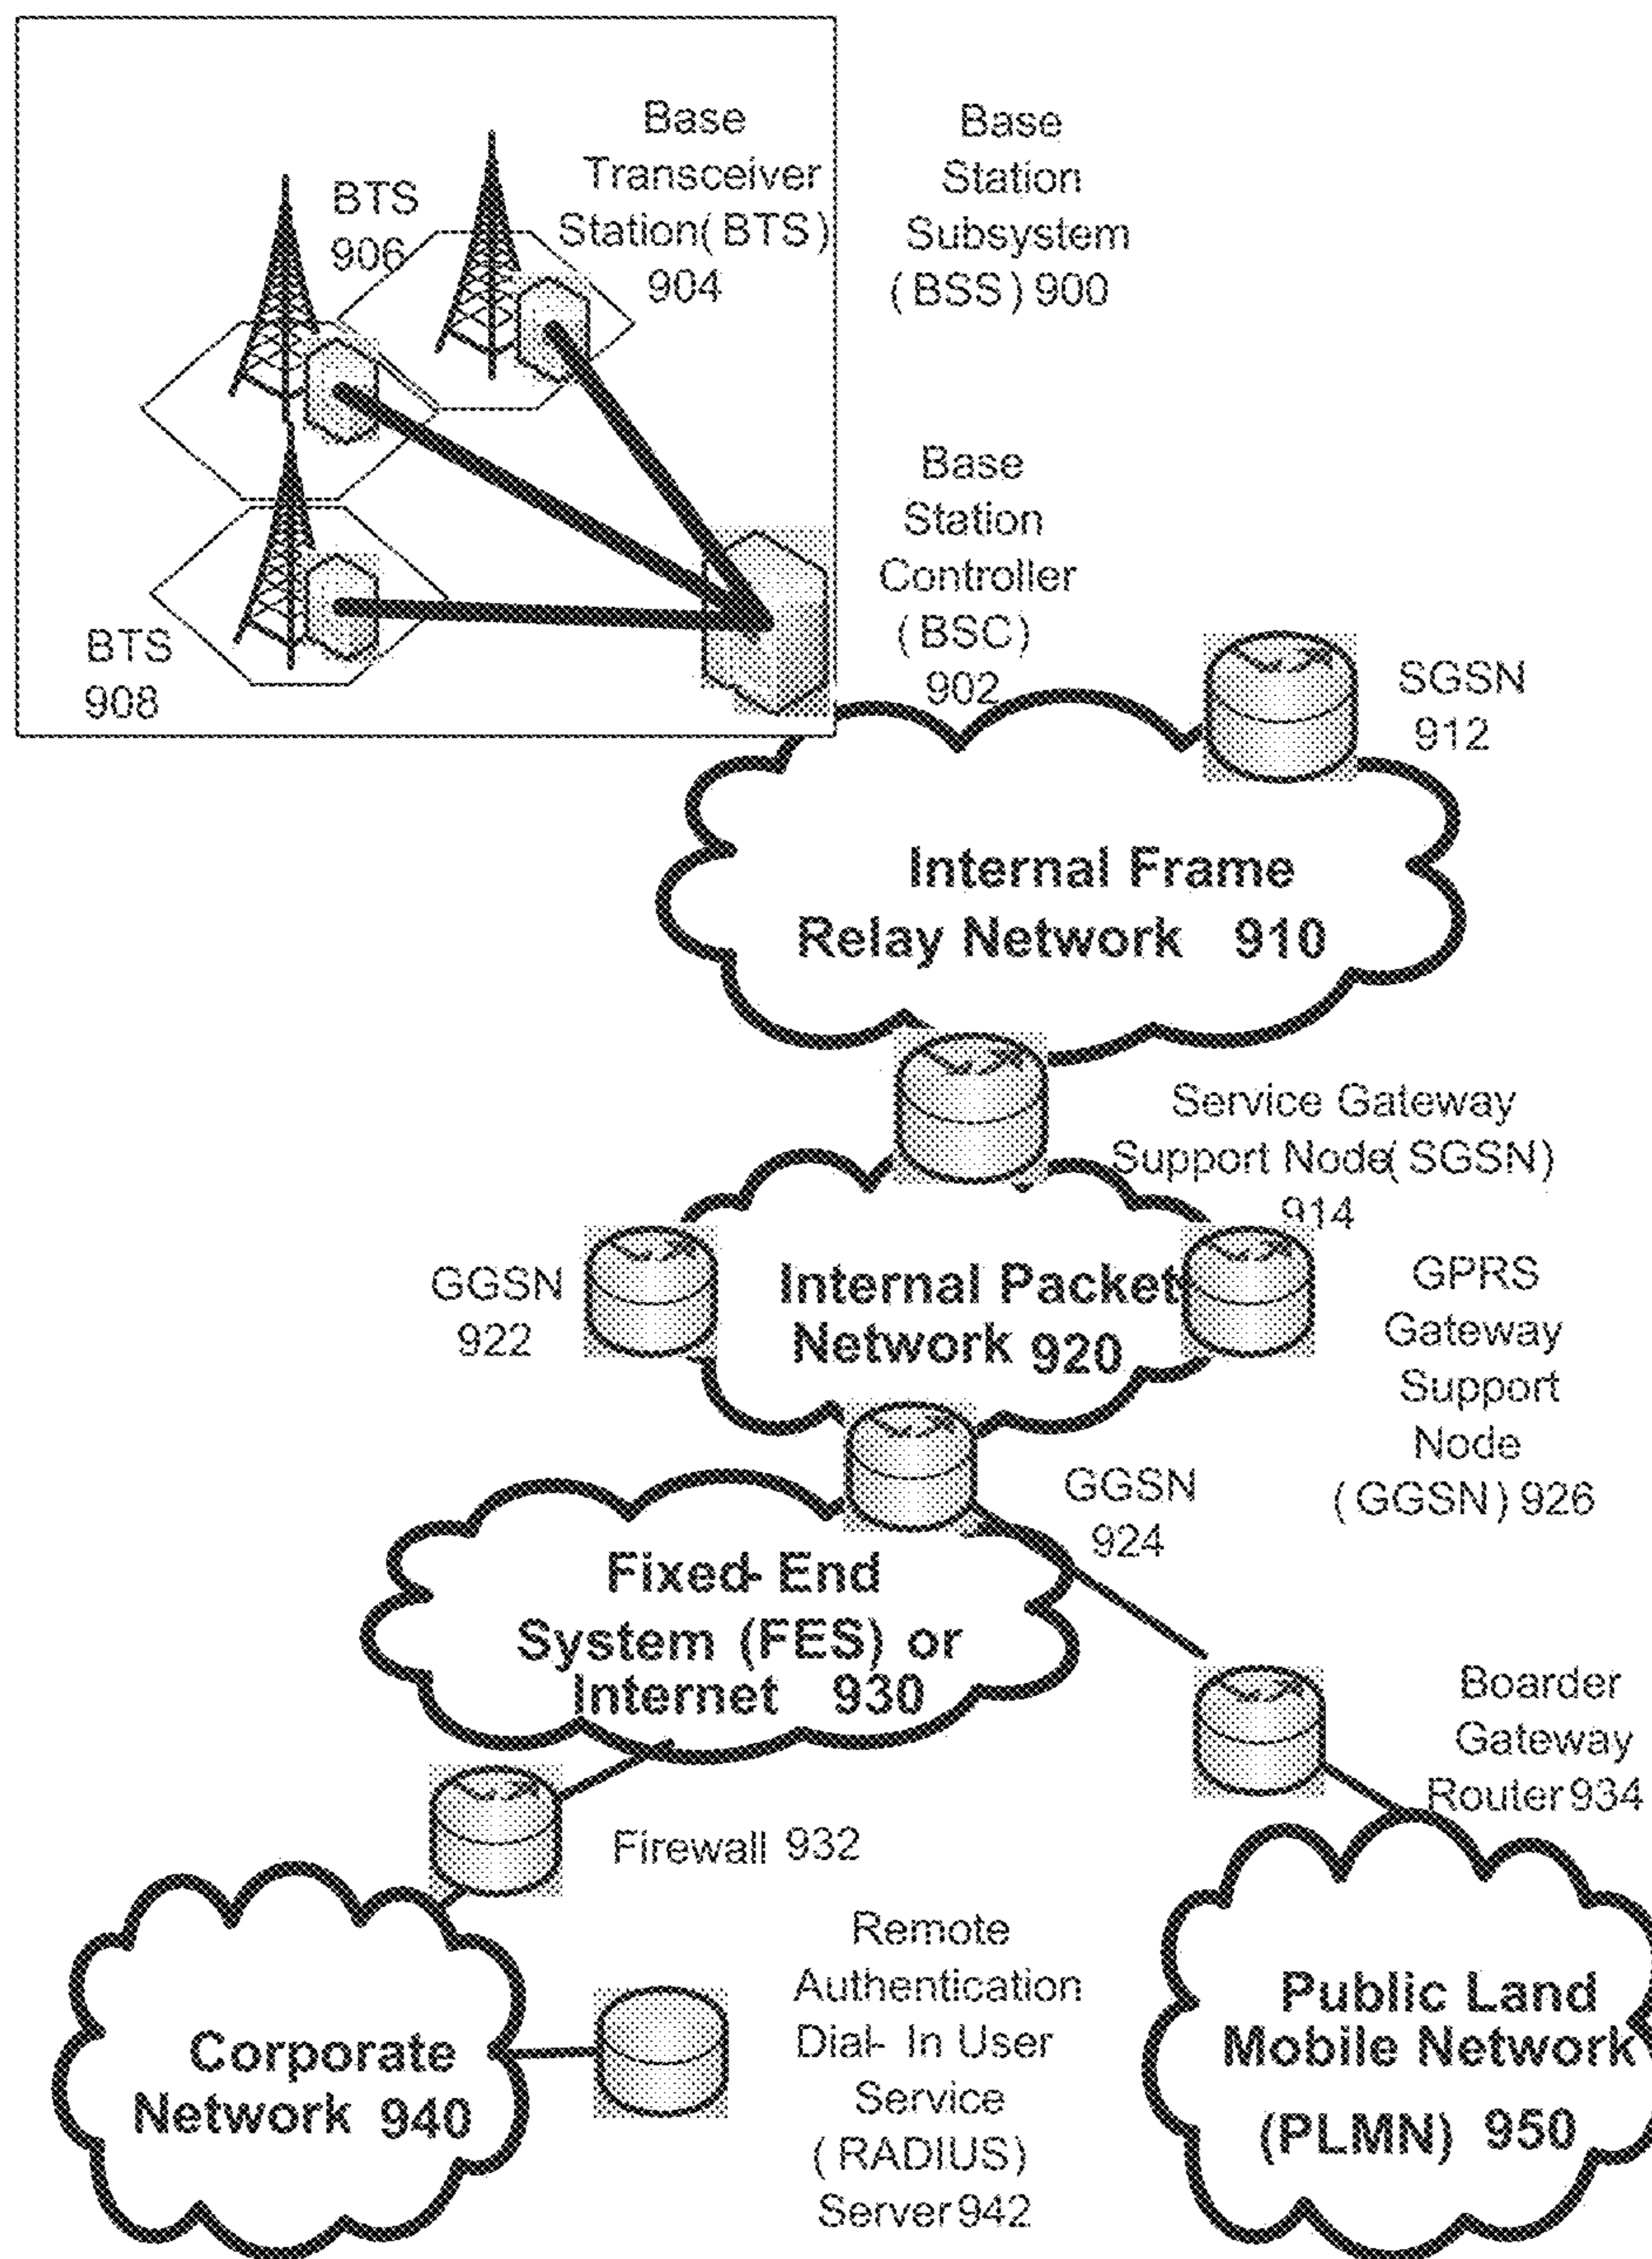 Base
Transceiver
Station(BTS)
904
BTS
906
BTS
908
Base
Station
Subsystem
(BSS) 900
Base
Station
Controller
(BSC)
902
SGSN
912
Internal Frame
Relay Network 910
Service Gateway
Support Node(SGSN)
914
GGSN
922
Internal Packet
Network 920
GPRS
Gateway
Support
Node
(GGSN) 926
GGSN
924
Fixed-End
System (FES) or
Internet 930
Boarder
Gateway
Router 934
Firewall 932
Remote
Authentication
Dial-In User
Service
(RADIUS)
Server 942
Corporate
Network 940
Public Land
Mobile Network
(PLMN) 950